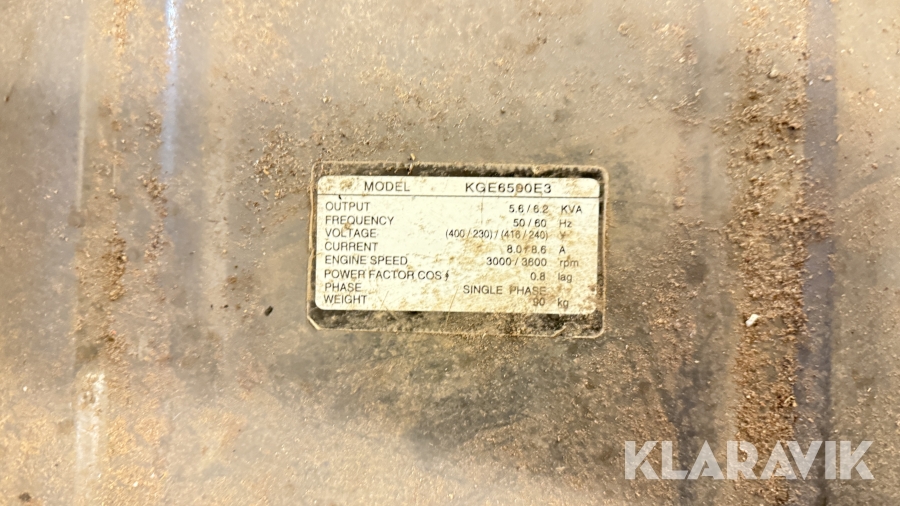 MODEL KGE6500E3
OUTPUT 5.6 / 6.2 KVA
FREQUENCY 50 / 60 Hz
VOLTAGE (400 / 230) / (416 / 240) V
CURRENT 8.0 / 8.6 A
ENGINE SPEED 3000 / 3600 rpm
POWER FACTOR COS ϕ 0.8 lag
PHASE SINGLE PHASE
WEIGHT 90 kg
KLARAVIK